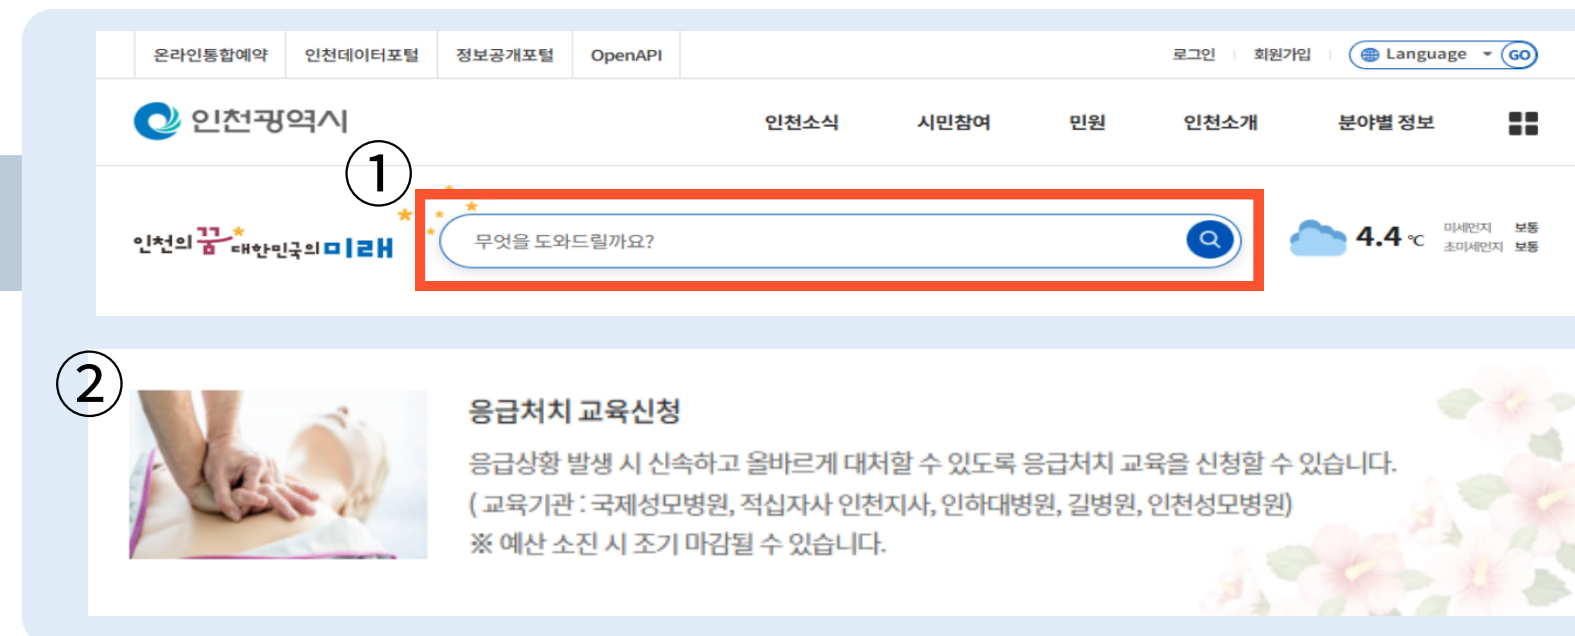 온라인통합예약 인천데이터포털 정보공개포털 OpenAPI 로그인 회원가입 Language GO
인천광역시 인천소식 시민참여 민원 인천소개 분야별 정보
①
인천의 꿈 대한민국의 미래 무엇을 도와드릴까요? 4.4 ℃ 미세먼지 보통
초미세먼지 보통
②
응급처치 교육신청
응급상황 발생 시 신속하고 올바르게 대처할 수 있도록 응급처치 교육을 신청할 수 있습니다.
( 교육기관 : 국제성모병원, 적십자사 인천지사, 인하대병원, 길병원, 인천성모병원)
※ 예산 소진 시 조기 마감될 수 있습니다.